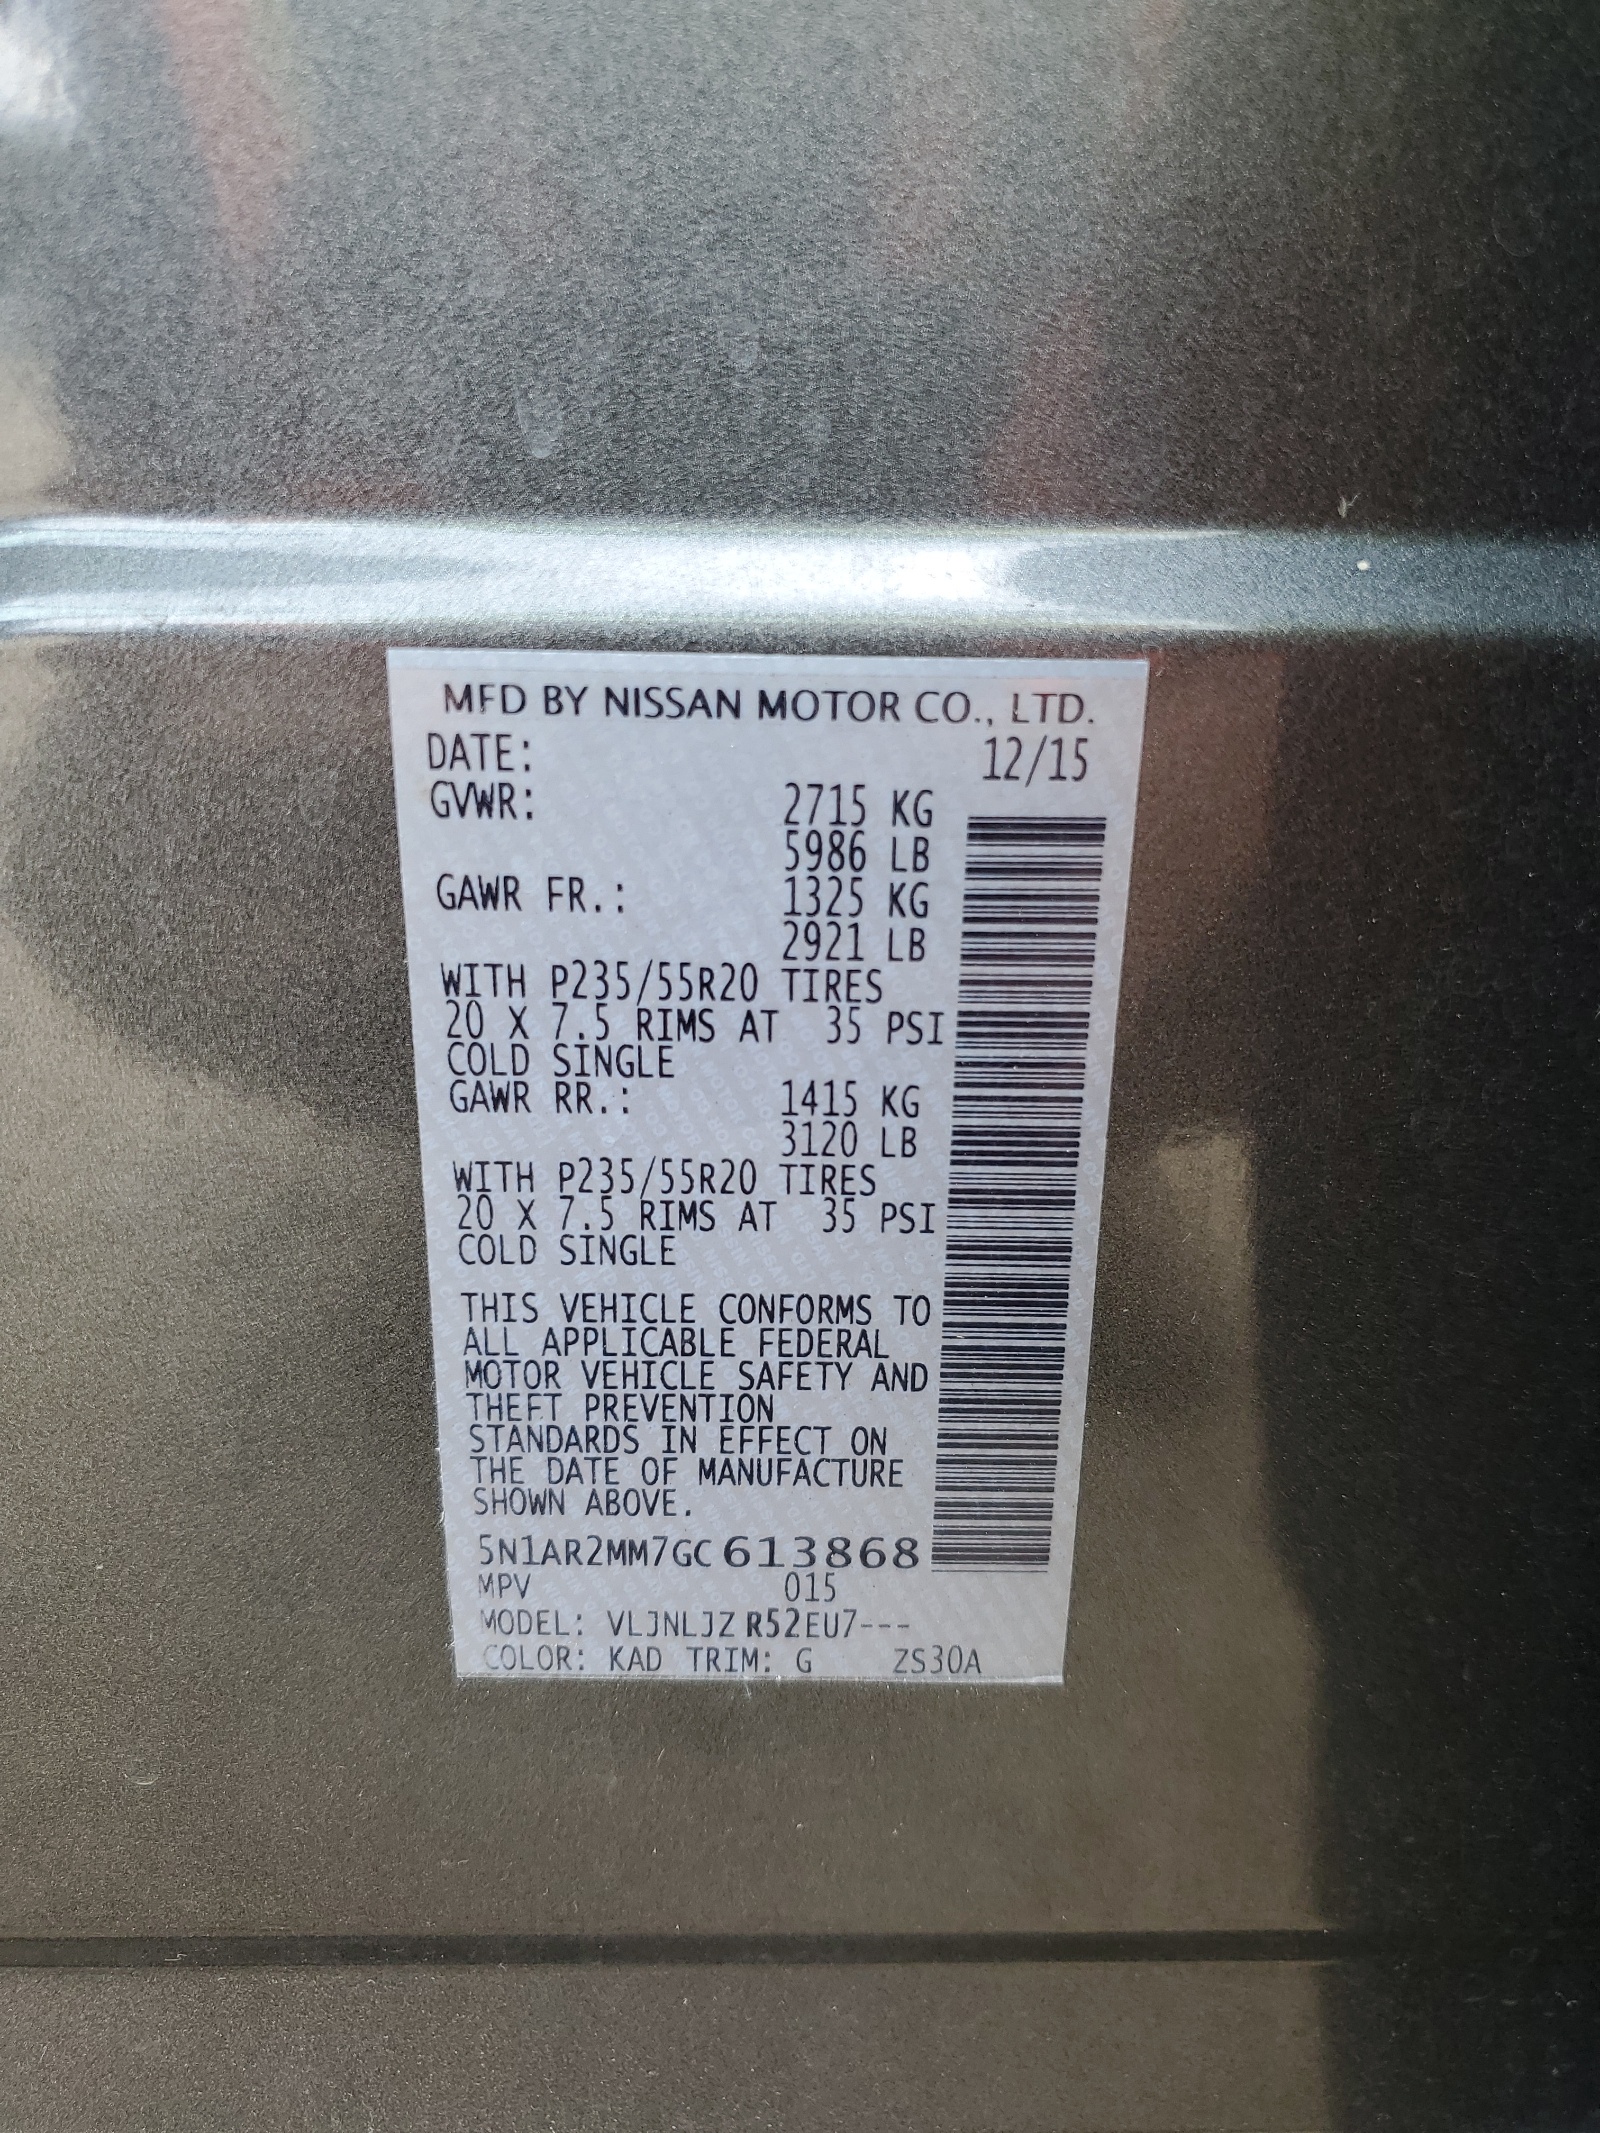 MFD BY NISSAN MOTOR CO., LTD.
DATE: 12/15
GVWR: 2715 KG
5986 LB
GAWR FR.: 1325 KG
2921 LB
WITH P235/55R20 TIRES
20 X 7.5 RIMS AT 35 PSI
COLD SINGLE
GAWR RR.: 1415 KG
3120 LB
WITH P235/55R20 TIRES
20 X 7.5 RIMS AT 35 PSI
COLD SINGLE
THIS VEHICLE CONFORMS TO
ALL APPLICABLE FEDERAL
MOTOR VEHICLE SAFETY AND
THEFT PREVENTION
STANDARDS IN EFFECT ON
THE DATE OF MANUFACTURE
SHOWN ABOVE.
5N1AR2MM7GC613868
MPV 015
MODEL: VLJNLJZ R52EU7---
COLOR: KAD TRIM: G ZS30A